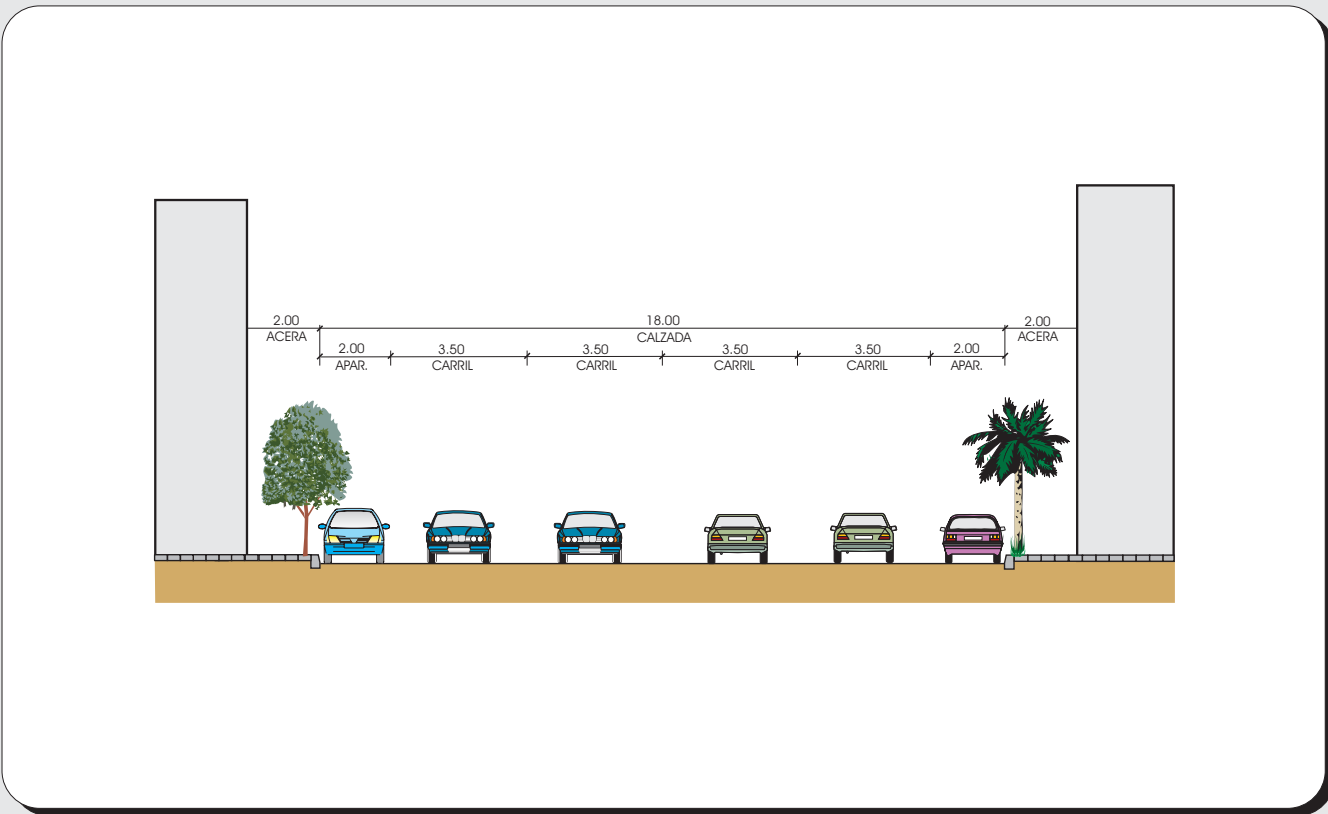 2.00 18.00 2.00
ACERA CALZADA ACERA
2.00 3.50 3.50 3.50 3.50 2.00
APAR. CARRIL CARRIL CARRIL CARRIL APAR.